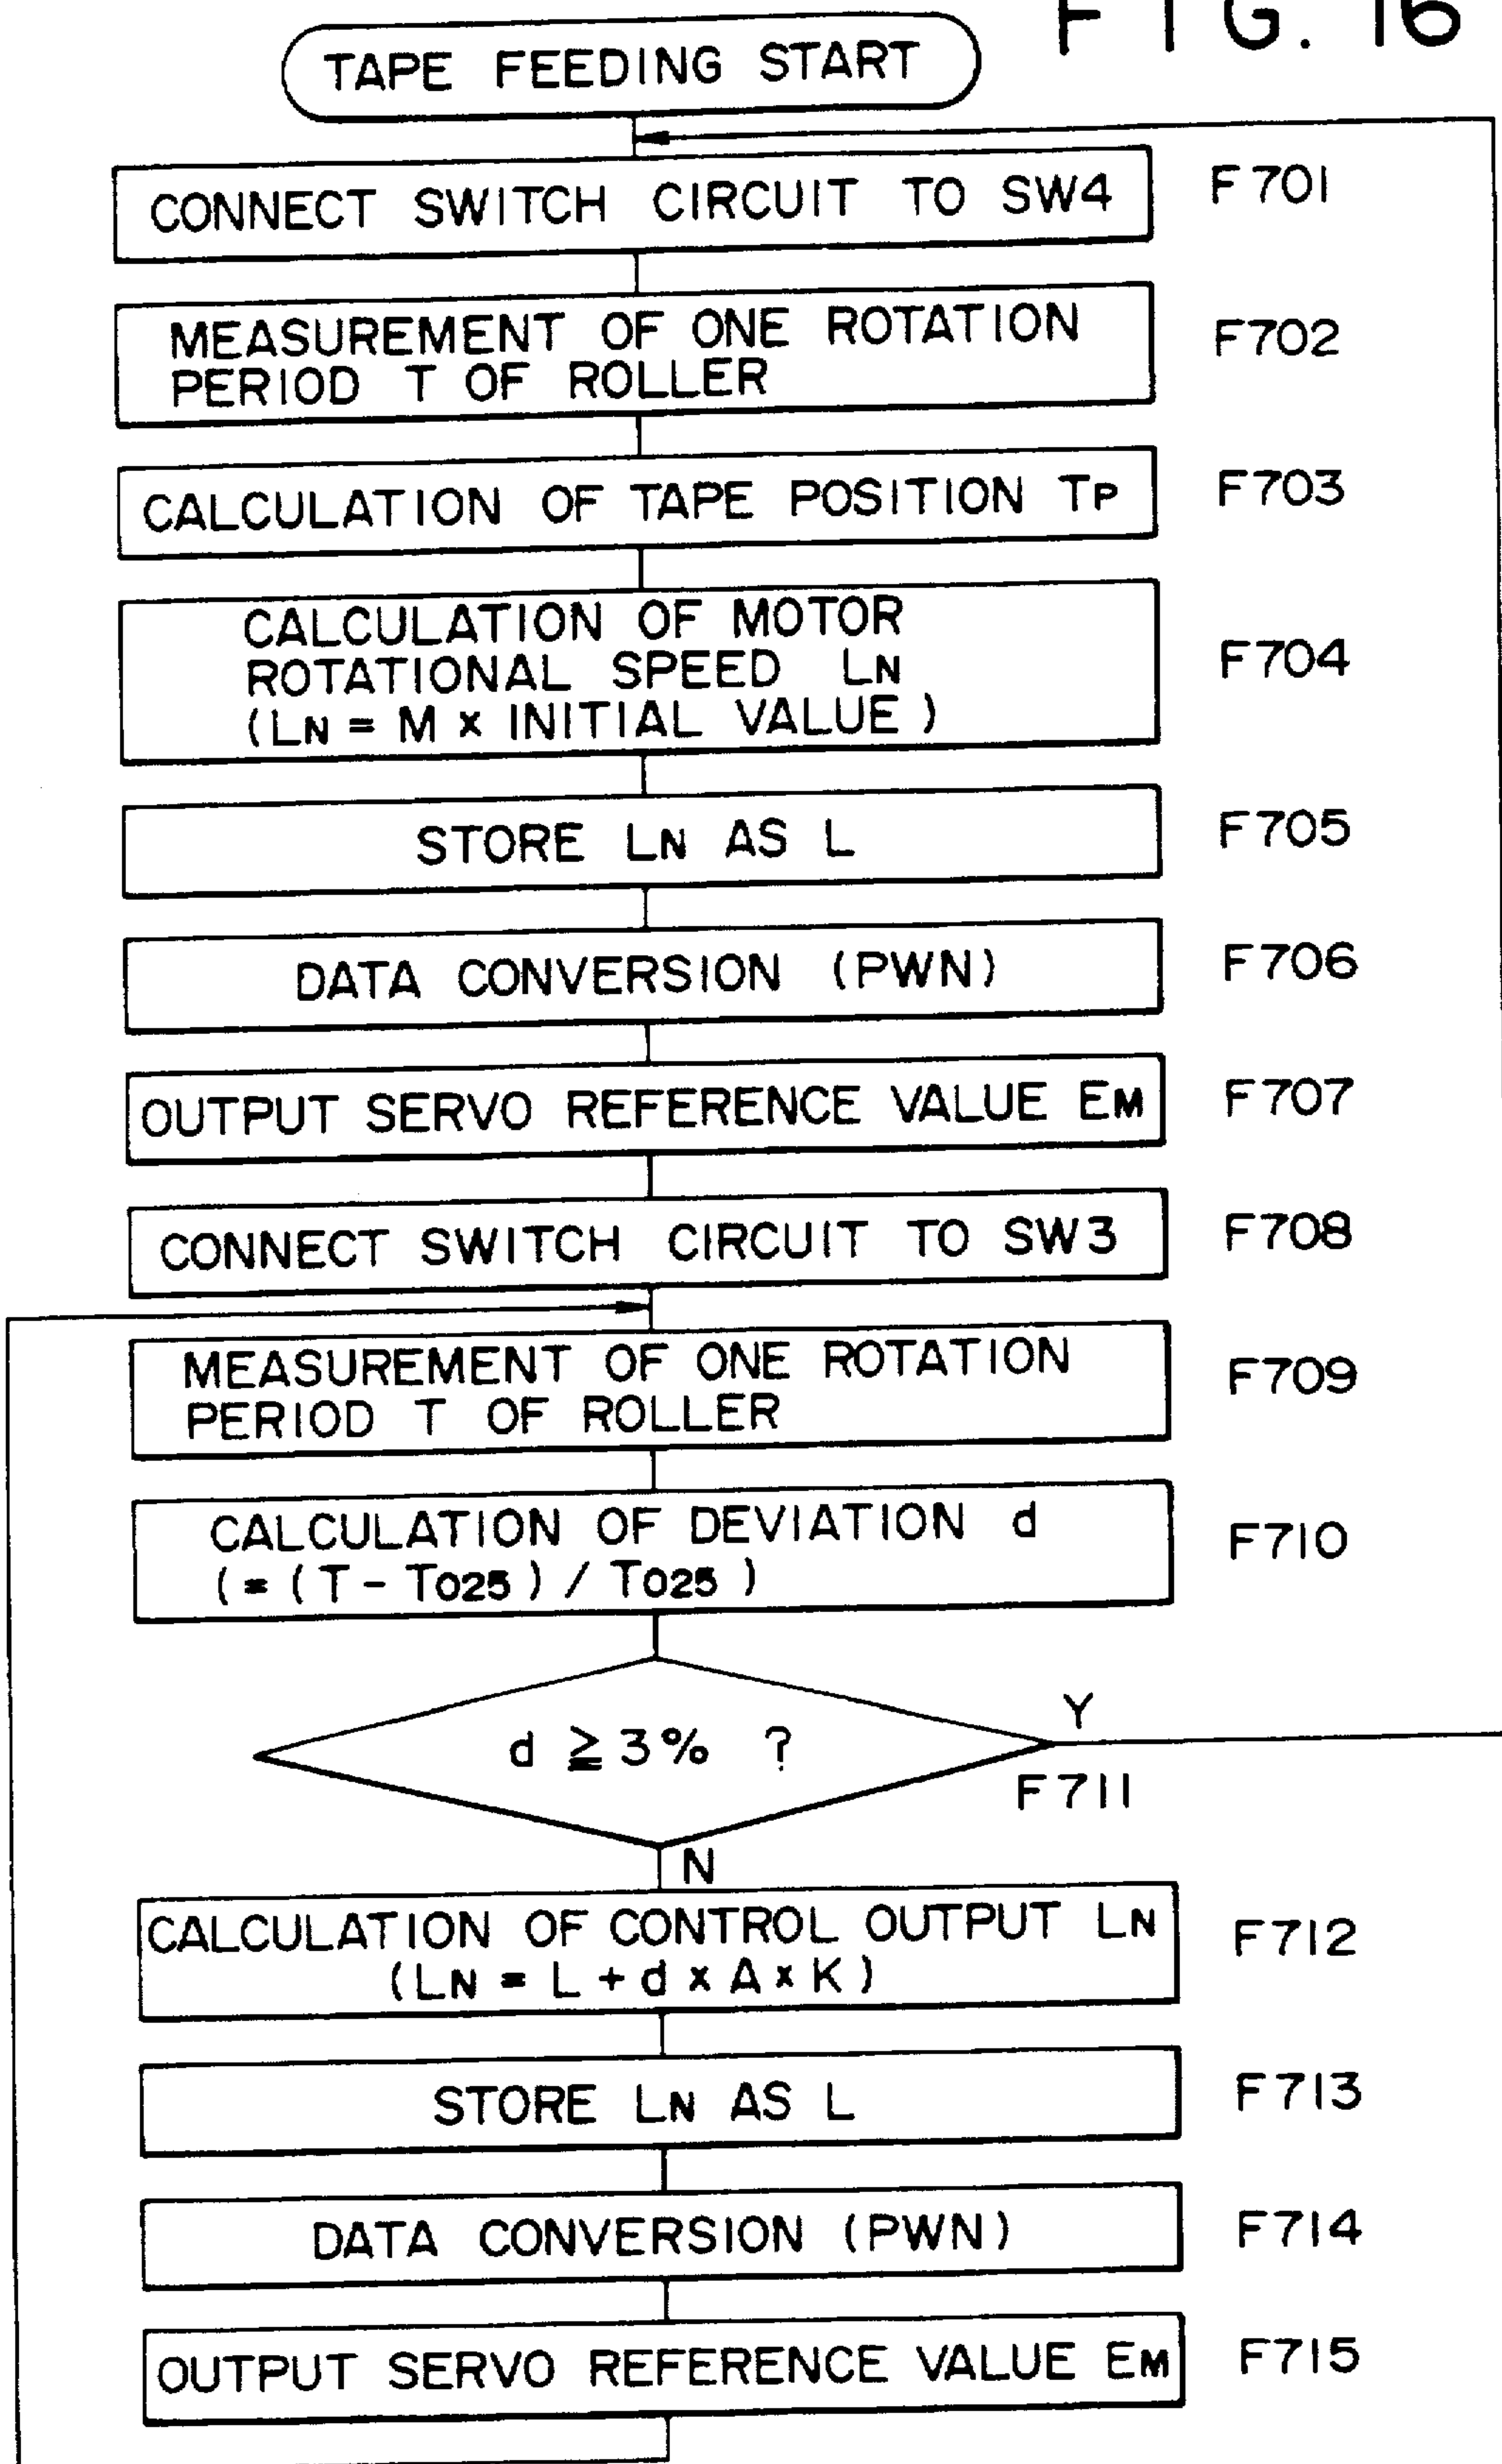 FIG. 16
TAPE FEEDING START
CONNECT SWITCH CIRCUIT TO SW4
F701
MEASUREMENT OF ONE ROTATION
PERIOD T OF ROLLER
F702
CALCULATION OF TAPE POSITION TP
F703
CALCULATION OF MOTOR
ROTATIONAL SPEED LN
(LN = M × INITIAL VALUE)
F704
STORE LN AS L
F705
DATA CONVERSION (PWN)
F706
OUTPUT SERVO REFERENCE VALUE EM
F707
CONNECT SWITCH CIRCUIT TO SW3
F708
MEASUREMENT OF ONE ROTATION
PERIOD T OF ROLLER
F709
CALCULATION OF DEVIATION d
(= (T - T025) / T025)
F710
d ≧ 3% ?
Y
F711
N
CALCULATION OF CONTROL OUTPUT LN
(LN = L + d × A × K)
F712
STORE LN AS L
F713
DATA CONVERSION (PWN)
F714
OUTPUT SERVO REFERENCE VALUE EM
F715